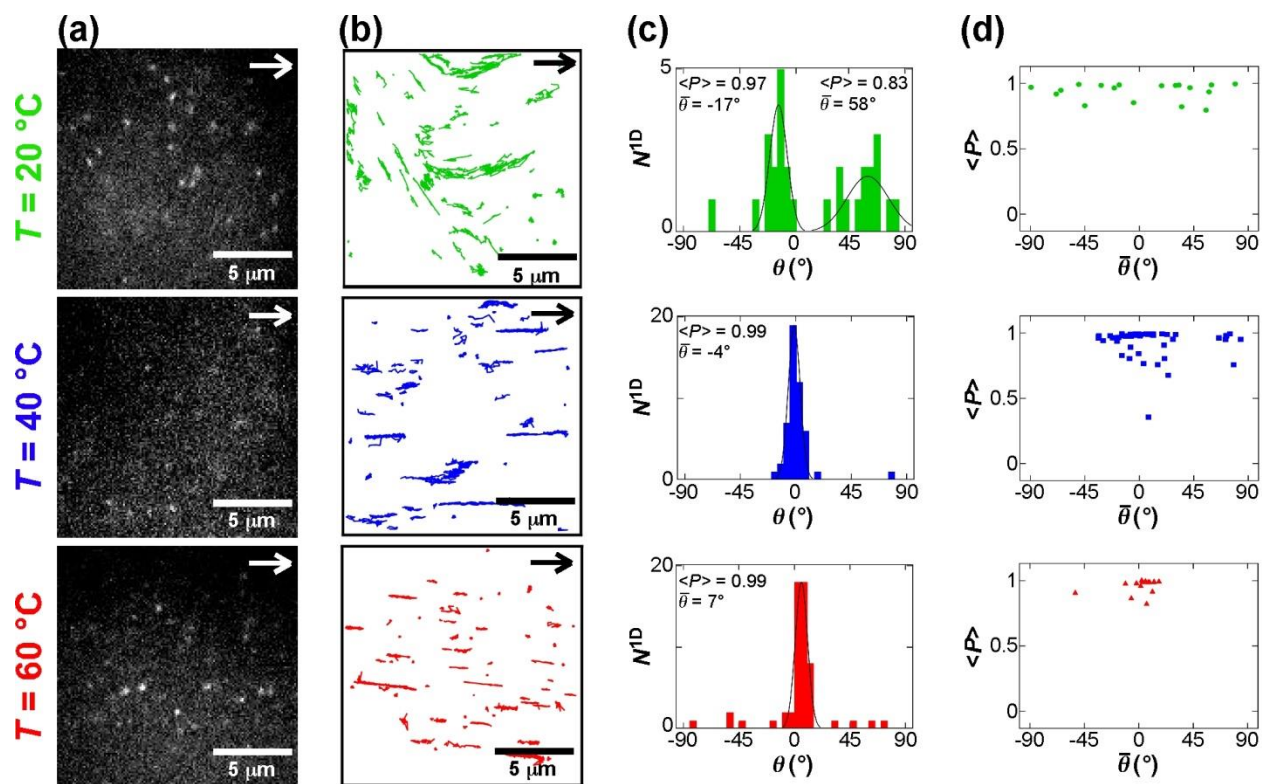 (a)
(b)
(c)
(d)
T = 20 °C
5 μm
5 μm
5
<P> = 0.97
θ̅ = -17°
<P> = 0.83
θ̅ = 58°
N1D
0
-90
-45
0
45
90
θ (°)
<P>
1
0.5
1
-90
-45
0
45
90
θ̅ (°)
T = 40 °C
5 μm
5 μm
20
<P> = 0.99
θ̅ = -4°
N1D
0
-90
-45
0
45
90
θ (°)
<P>
1
0.5
0
-90
-45
0
45
90
θ̅ (°)
T = 60 °C
5 μm
5 μm
20
<P> = 0.99
θ̅ = 7°
N1D
0
-90
-45
0
45
90
θ (°)
<P>
1
0.5
0
-90
-45
0
45
90
θ̅ (°)